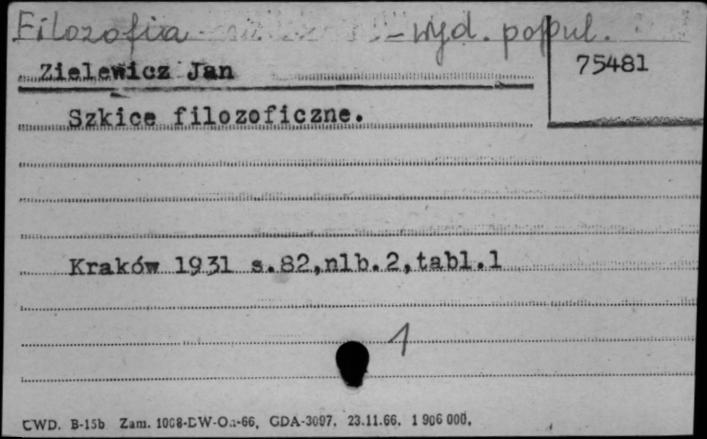 Filozofia - wyd. popul.
75481
Zielewicz Jan
Szkice filozoficzne.
Kraków 1931 s.82,nlb.2,tabl.1
1
CWD. B-15b Zam. 1008-DW-On-66, GDA-3097. 23.11.66. 1 906 000.